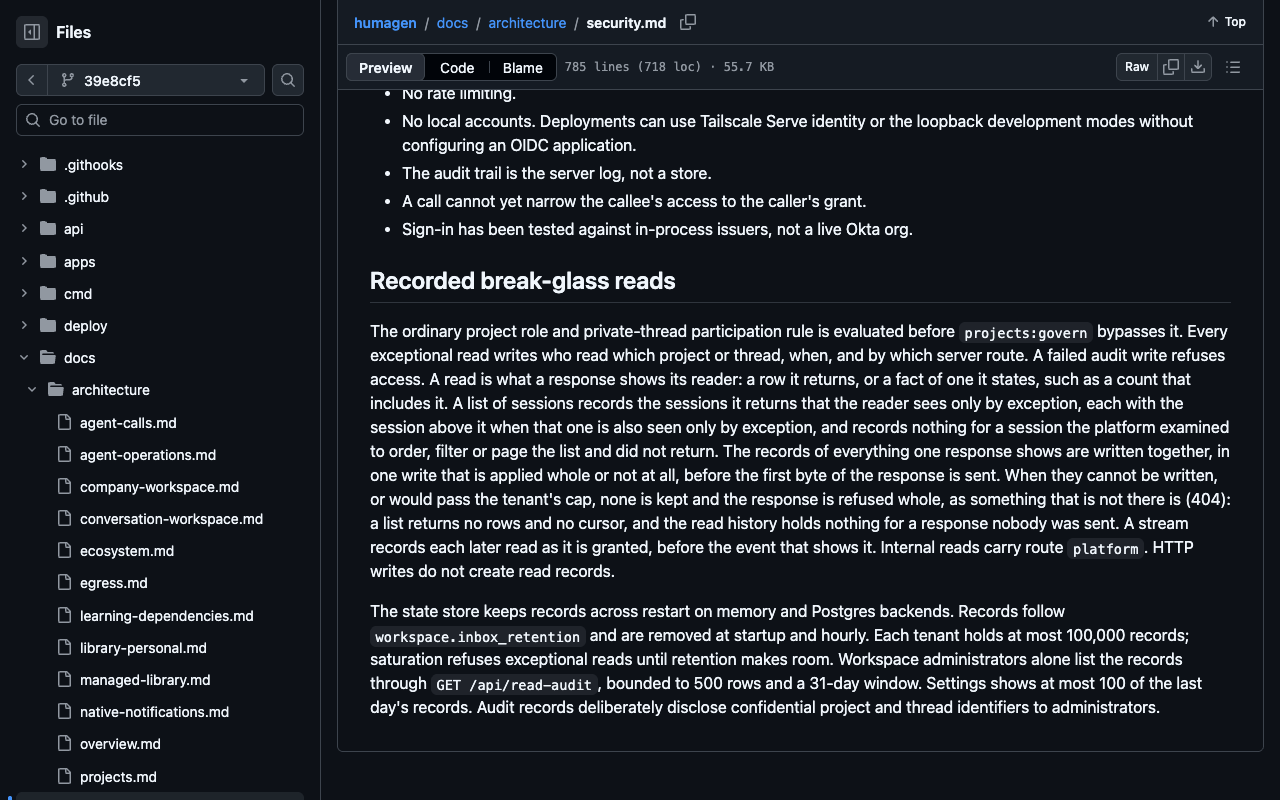 Files
39e8cf5
Go to file
.githooks
.github
api
apps
cmd
deploy
docs
architecture
agent-calls.md
agent-operations.md
company-workspace.md
conversation-workspace.md
ecosystem.md
egress.md
learning-dependencies.md
library-personal.md
managed-library.md
native-notifications.md
overview.md
projects.md
humagen / docs / architecture / security.md
Top
Preview Code Blame 785 lines (718 loc) · 55.7 KB Raw
• No rate limiting.
• No local accounts. Deployments can use Tailscale Serve identity or the loopback development modes without
configuring an OIDC application.
• The audit trail is the server log, not a store.
• A call cannot yet narrow the callee's access to the caller's grant.
• Sign-in has been tested against in-process issuers, not a live Okta org.
Recorded break-glass reads
The ordinary project role and private-thread participation rule is evaluated before projects:govern bypasses it. Every
exceptional read writes who read which project or thread, when, and by which server route. A failed audit write refuses
access. A read is what a response shows its reader: a row it returns, or a fact of one it states, such as a count that
includes it. A list of sessions records the sessions it returns that the reader sees only by exception, each with the
session above it when that one is also seen only by exception, and records nothing for a session the platform examined
to order, filter or page the list and did not return. The records of everything one response shows are written together, in
one write that is applied whole or not at all, before the first byte of the response is sent. When they cannot be written,
or would pass the tenant's cap, none is kept and the response is refused whole, as something that is not there is (404):
a list returns no rows and no cursor, and the read history holds nothing for a response nobody was sent. A stream
records each later read as it is granted, before the event that shows it. Internal reads carry route platform. HTTP
writes do not create read records.
The state store keeps records across restart on memory and Postgres backends. Records follow
workspace.inbox_retention and are removed at startup and hourly. Each tenant holds at most 100,000 records;
saturation refuses exceptional reads until retention makes room. Workspace administrators alone list the records
through GET /api/read-audit, bounded to 500 rows and a 31-day window. Settings shows at most 100 of the last
day's records. Audit records deliberately disclose confidential project and thread identifiers to administrators.